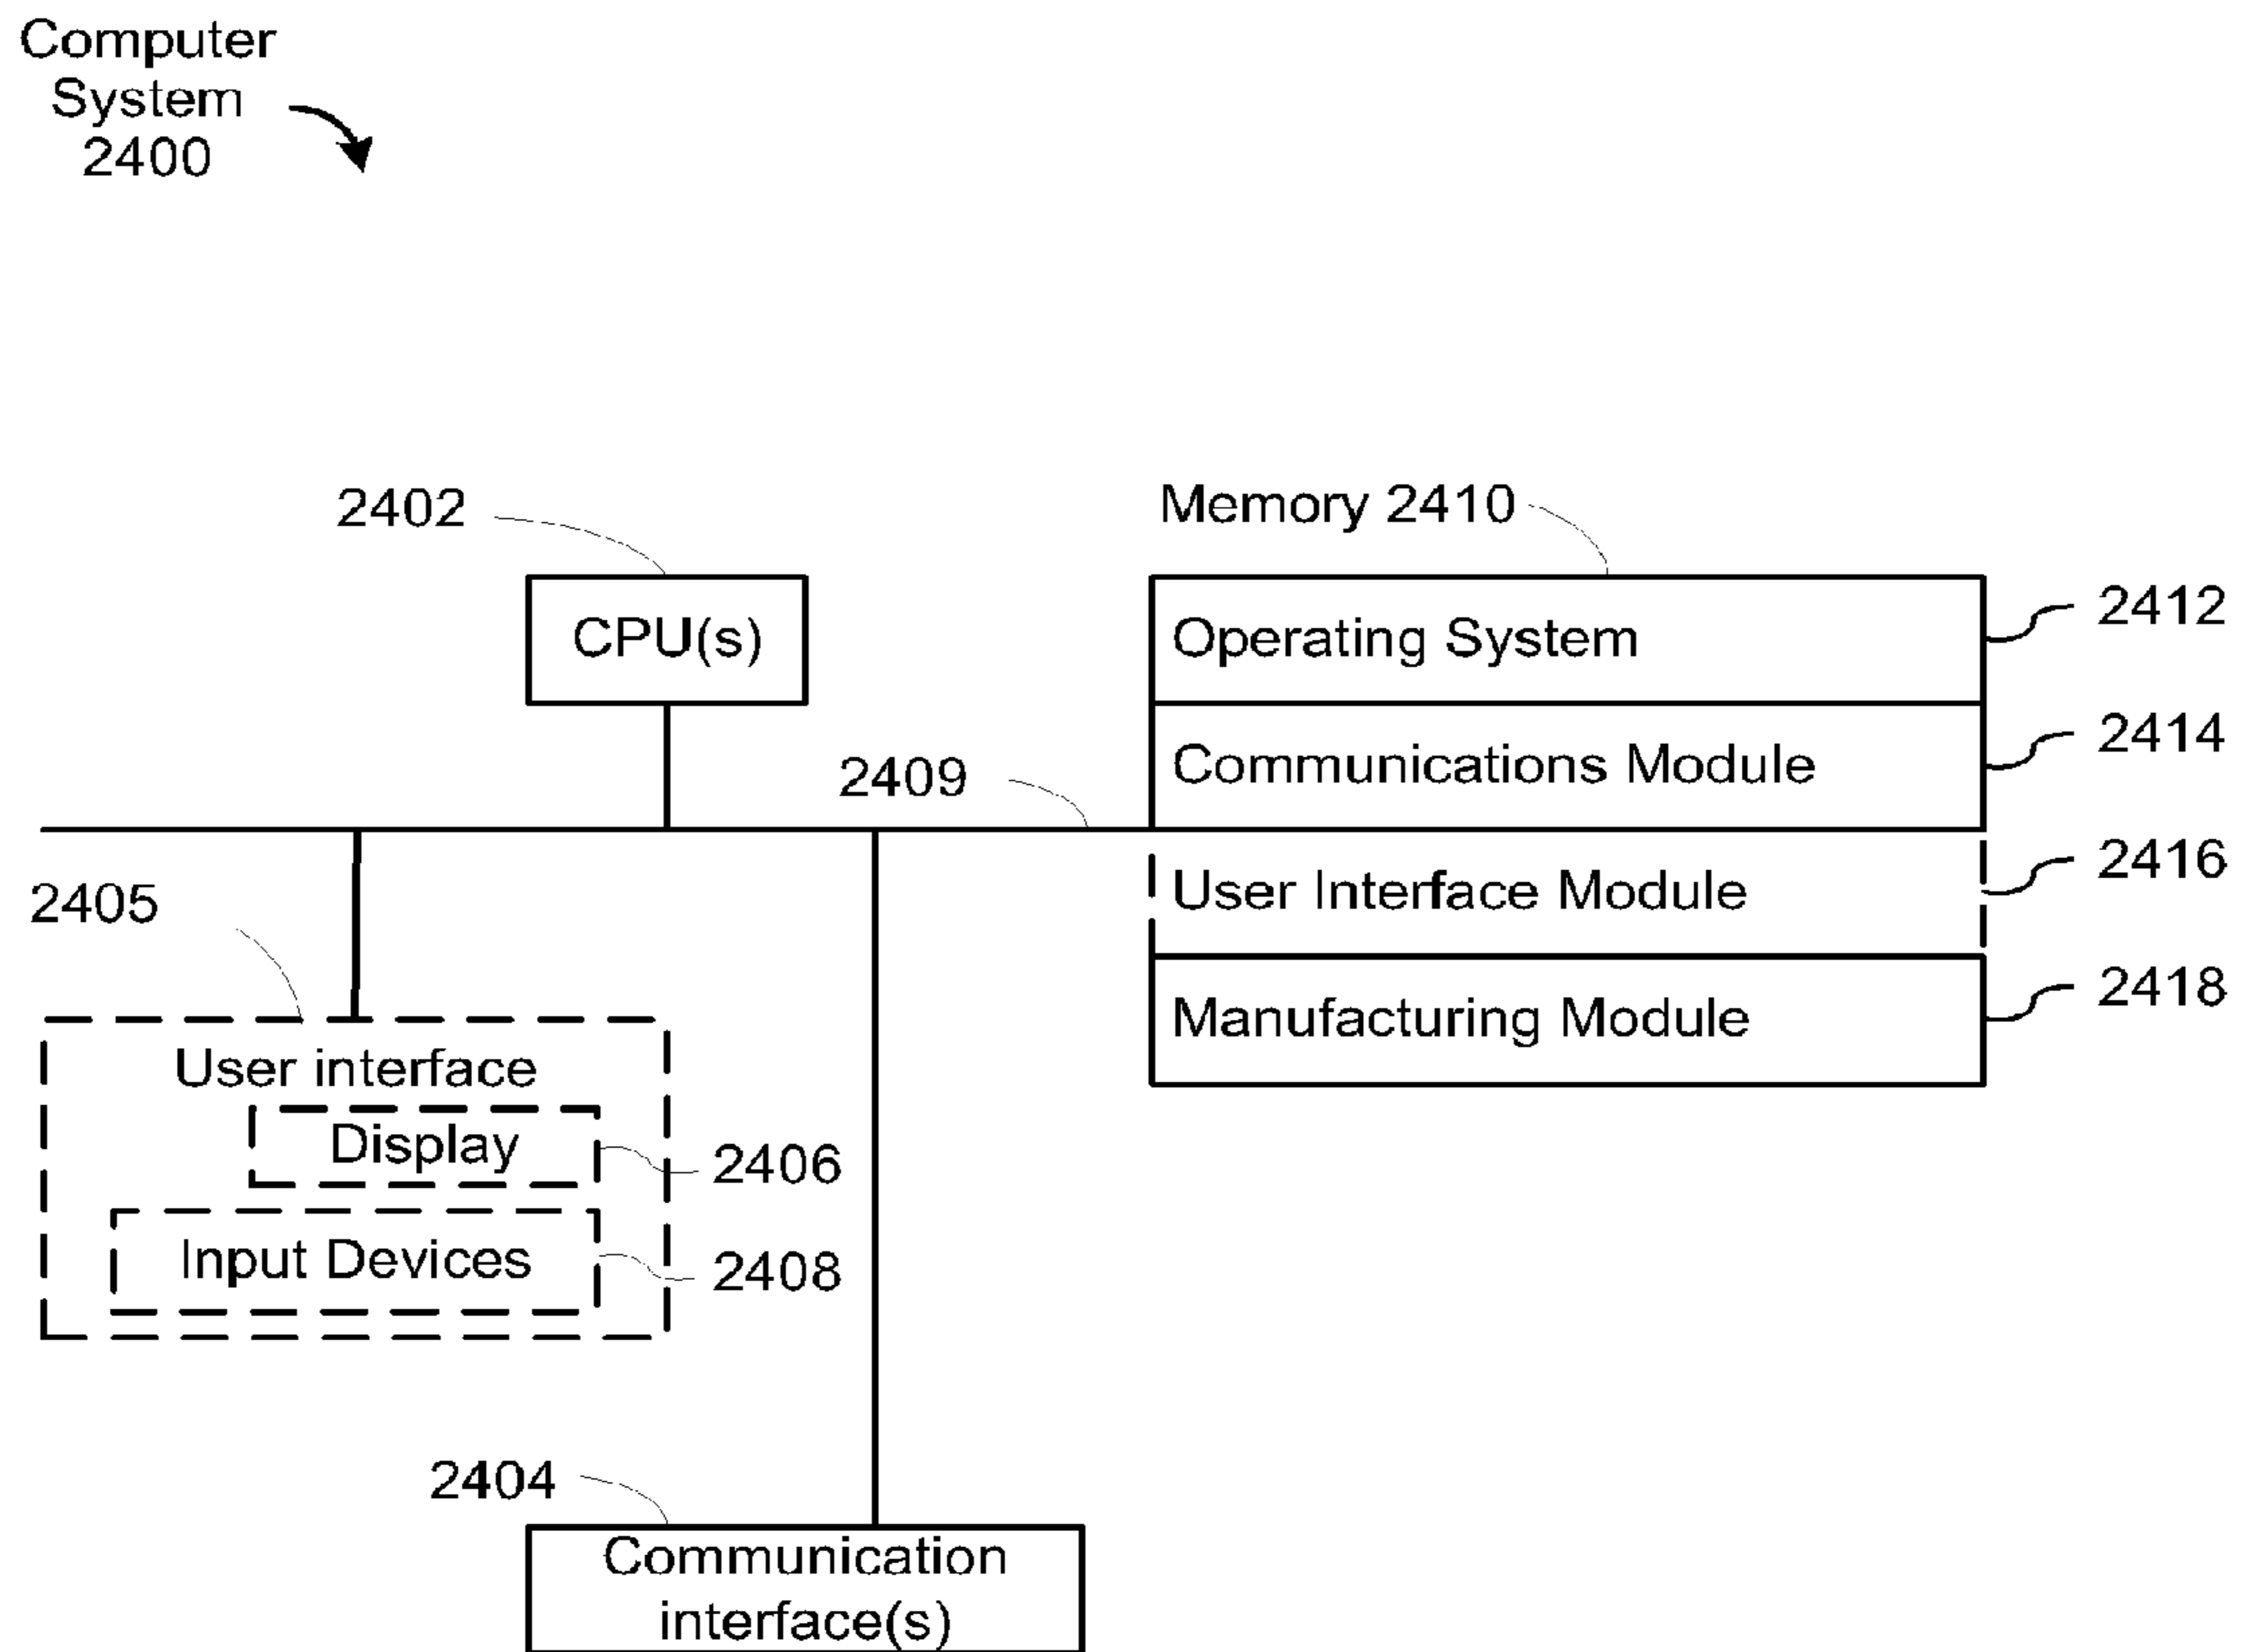 Computer
System
2400
2402
Memory 2410
CPU(s)
Operating System
2412
Communications Module
2414
2409
User Interface Module
2416
2405
Manufacturing Module
2418
User interface
Display
2406
Input Devices
2408
2404
Communication
interface(s)